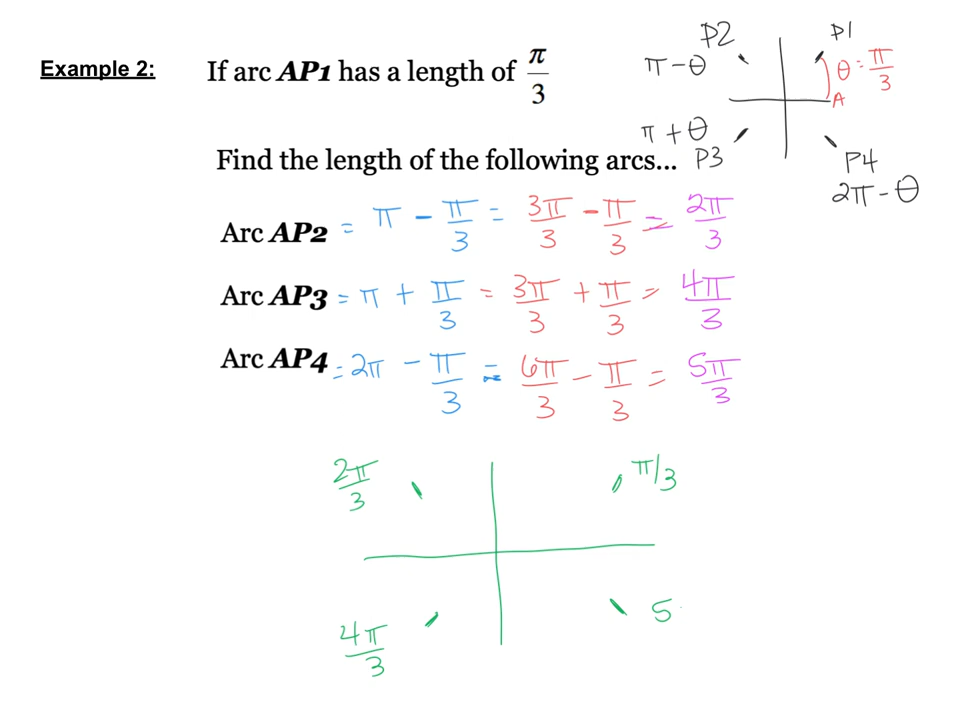 P2
P1
Example 2: If arc AP1 has a length of π/3
π - θ
θ = π/3
A
π + θ
Find the length of the following arcs... P3
P4
2π - θ
Arc AP2 = π - π/3 = 3π/3 - π/3 = 2π/3
Arc AP3 = π + π/3 = 3π/3 + π/3 = 4π/3
Arc AP4 = 2π - π/3 = 6π/3 - π/3 = 5π/3
2π/3
π/3
4π/3
5